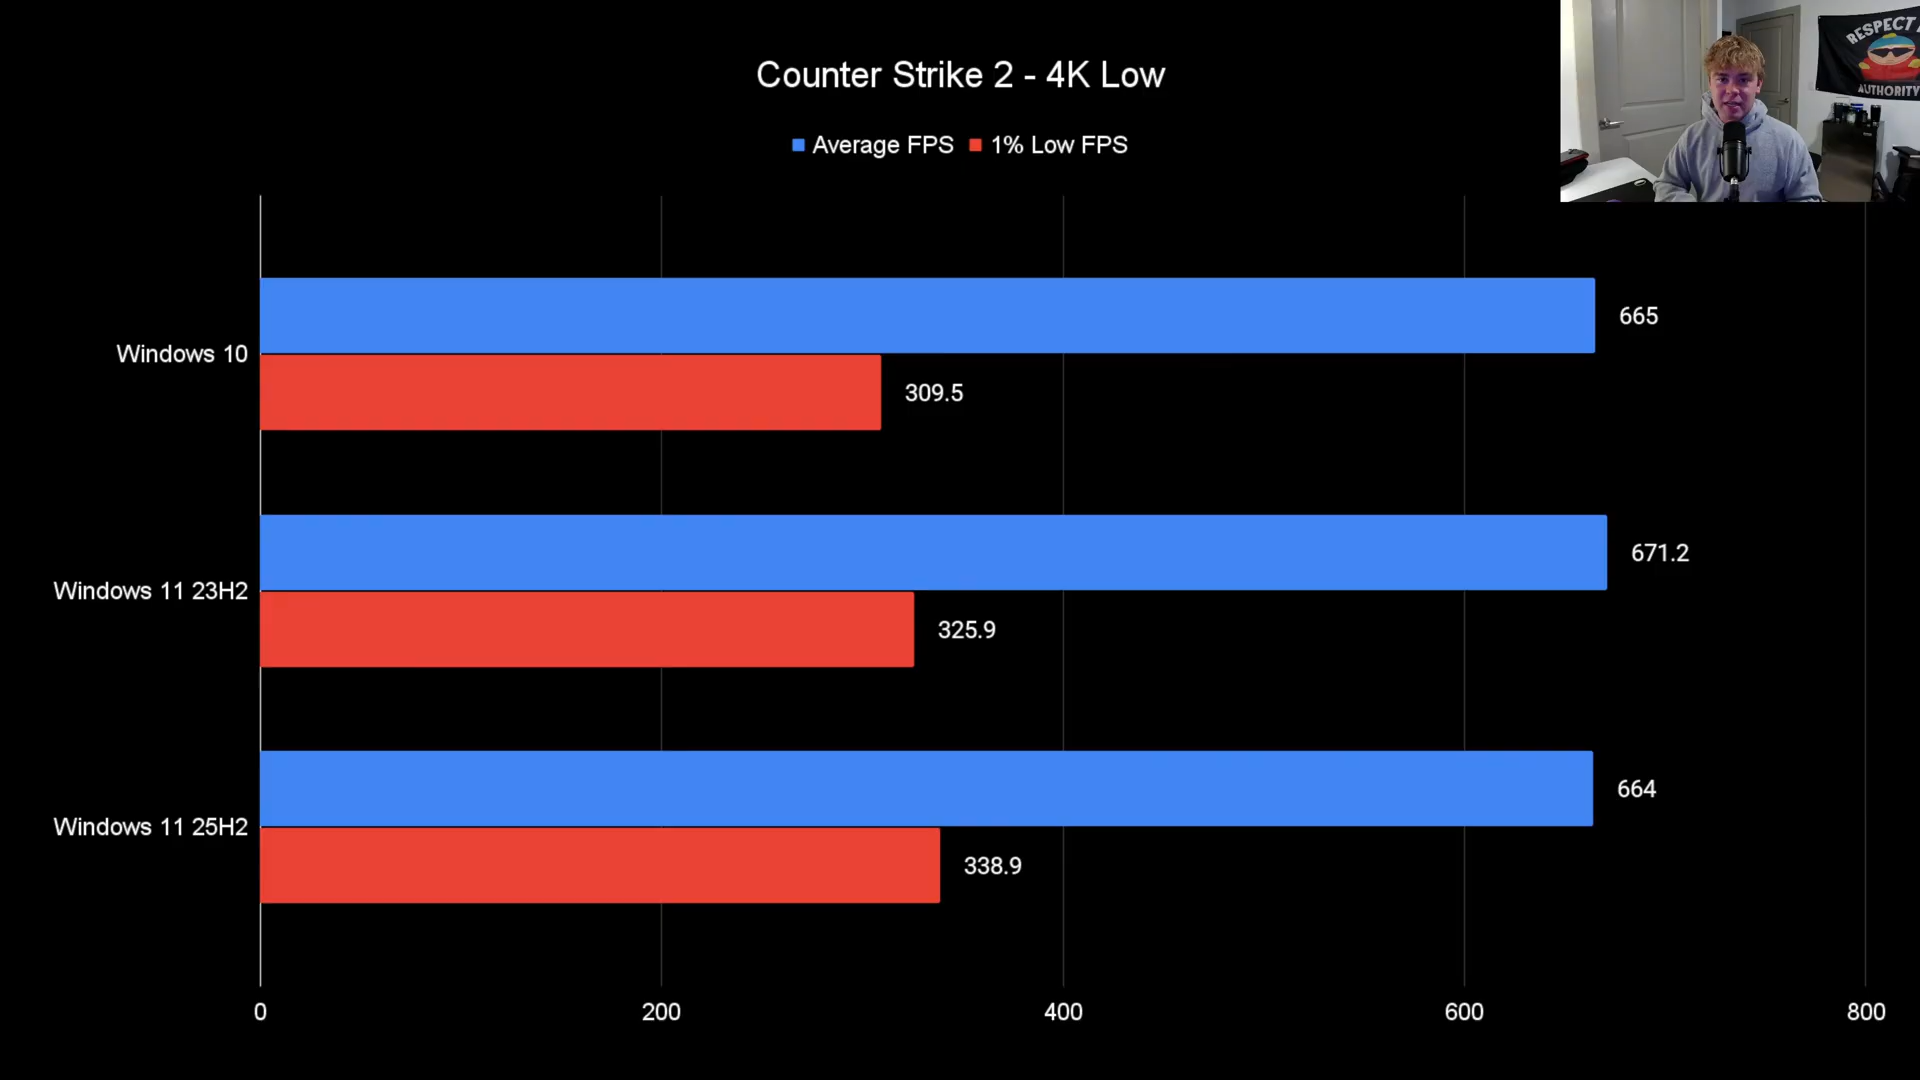 Counter Strike 2 - 4K Low
Average FPS 1% Low FPS
RESPECT
AUTHORITY
Windows 10
665
309.5
Windows 11 23H2
671.2
325.9
Windows 11 25H2
664
338.9
0 200 400 600 800